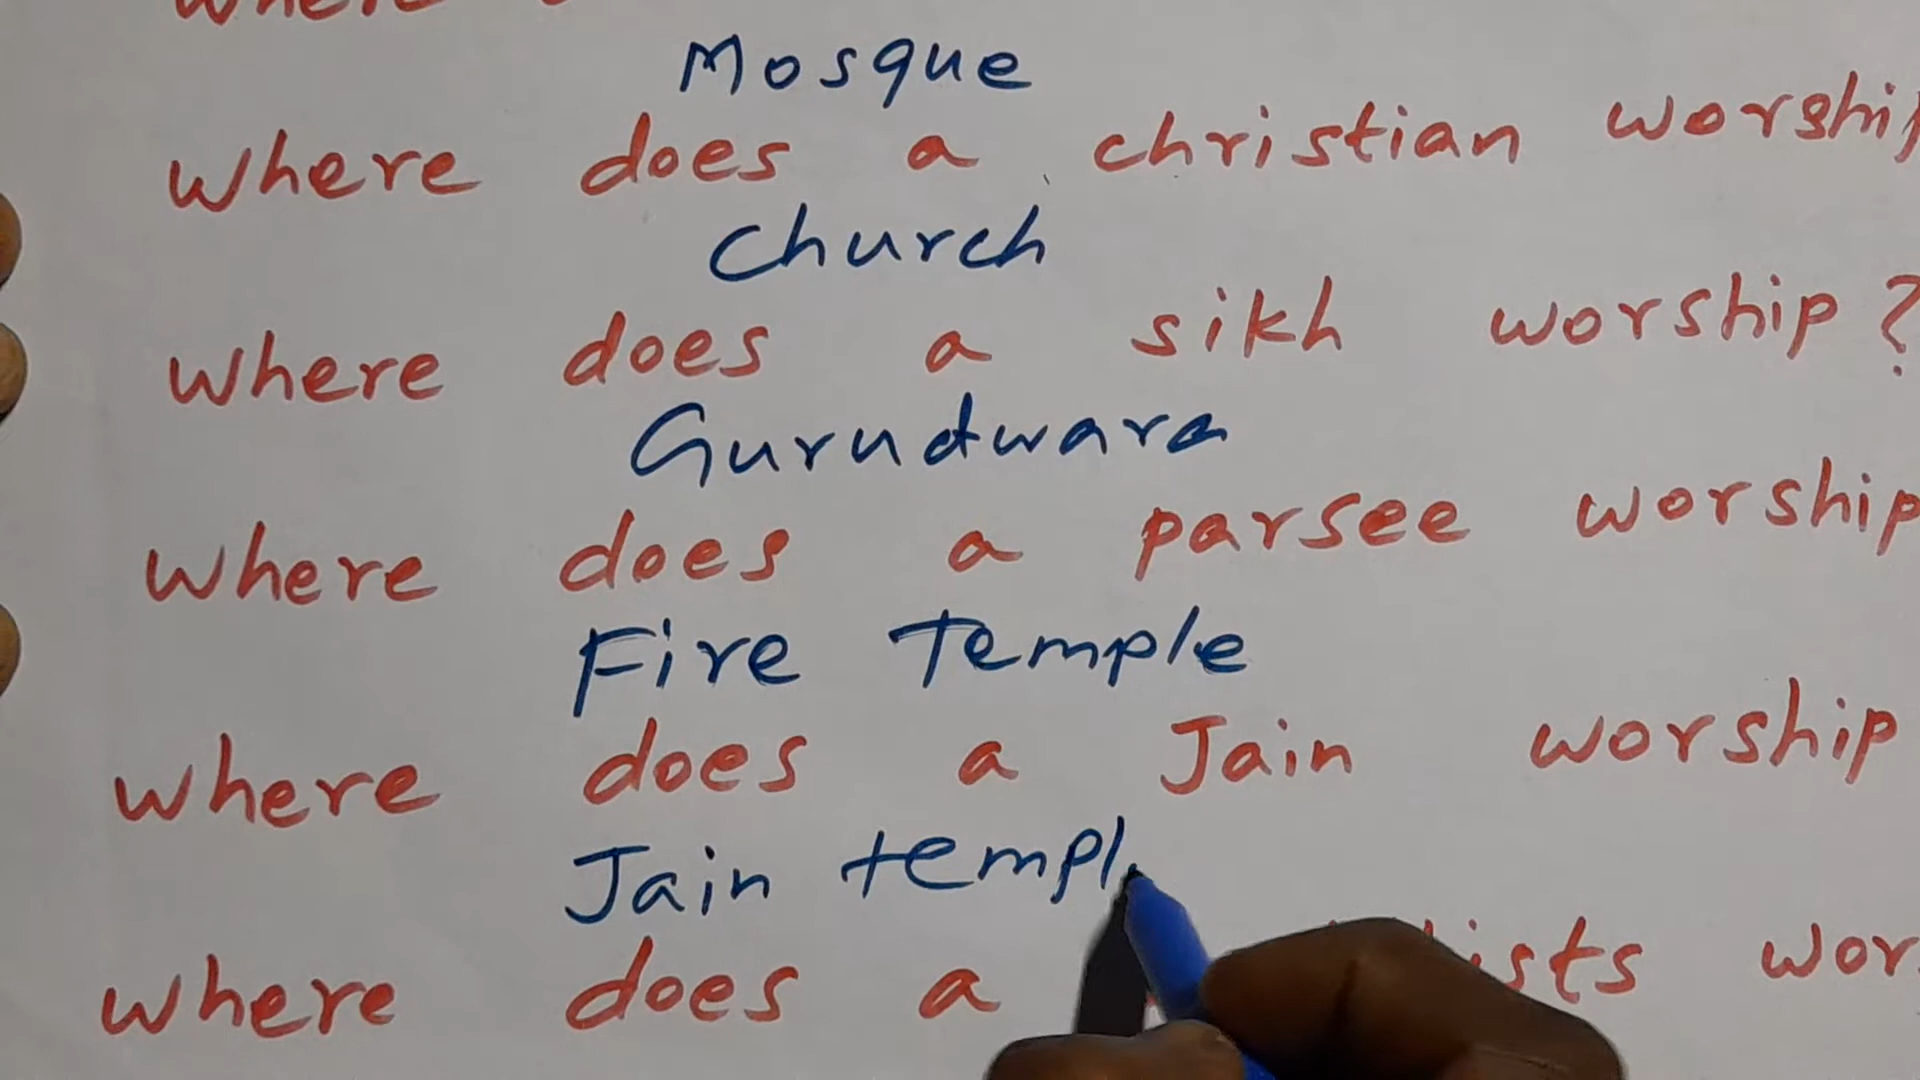 where
Mosque
where does a christian worship
church
where does a sikh worship?
Gurudwara
where does a parsee worship
Fire Temple
where does a Jain worship
Jain templ
where does a